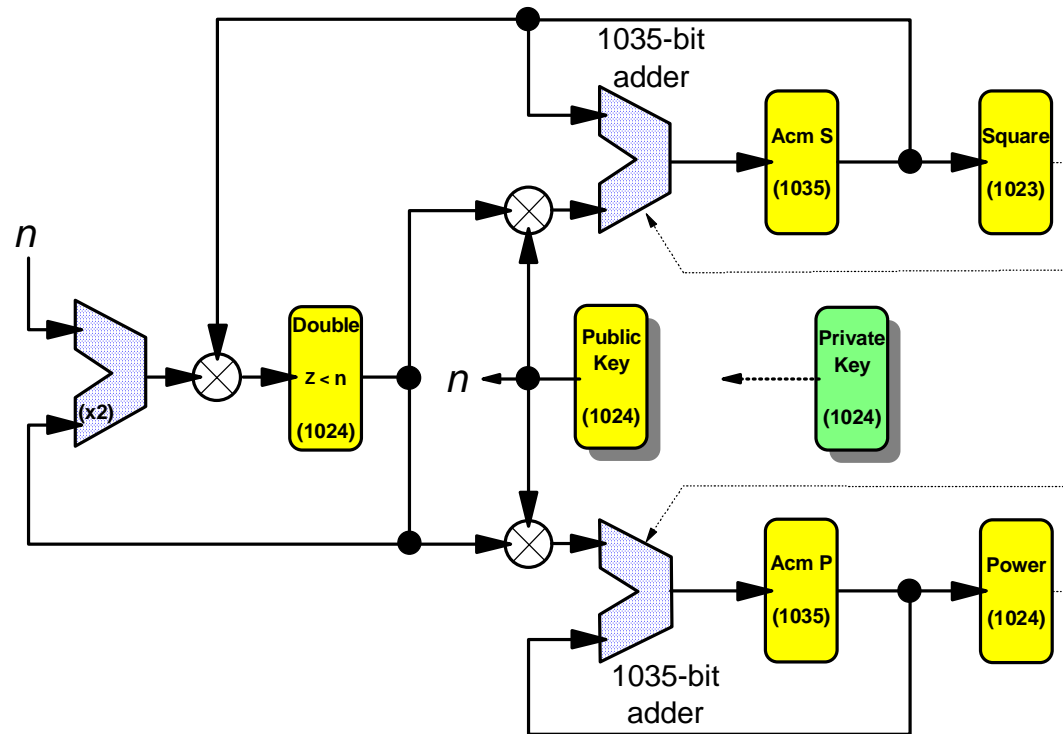 1035-bit
adder
Acm S
(1035)
Square
(1023)
n
(x2)
Double
z < n
(1024)
n
Public
Key
(1024)
Private
Key
(1024)
Acm P
(1035)
Power
(1024)
1035-bit
adder